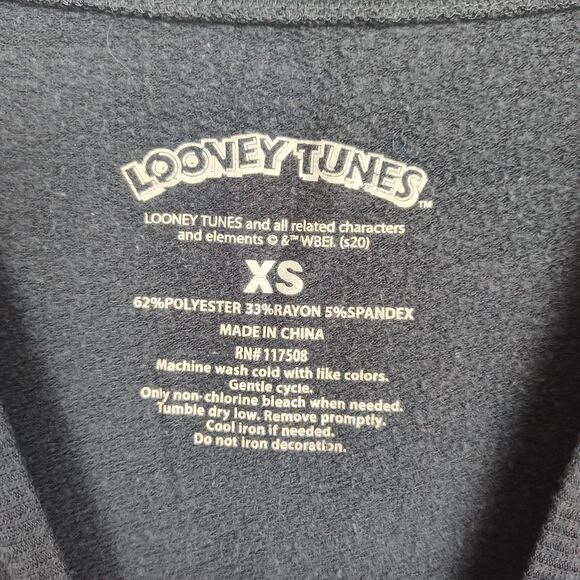 LOONEY TUNES™
LOONEY TUNES and all related characters
and elements © &™ WBEI. (s20)
XS
62%POLYESTER 33%RAYON 5%SPANDEX
MADE IN CHINA
RN#117508
Machine wash cold with like colors.
Gentle cycle.
Only non-chlorine bleach when needed.
Tumble dry low. Remove promptly.
Cool iron if needed.
Do not iron decoration.